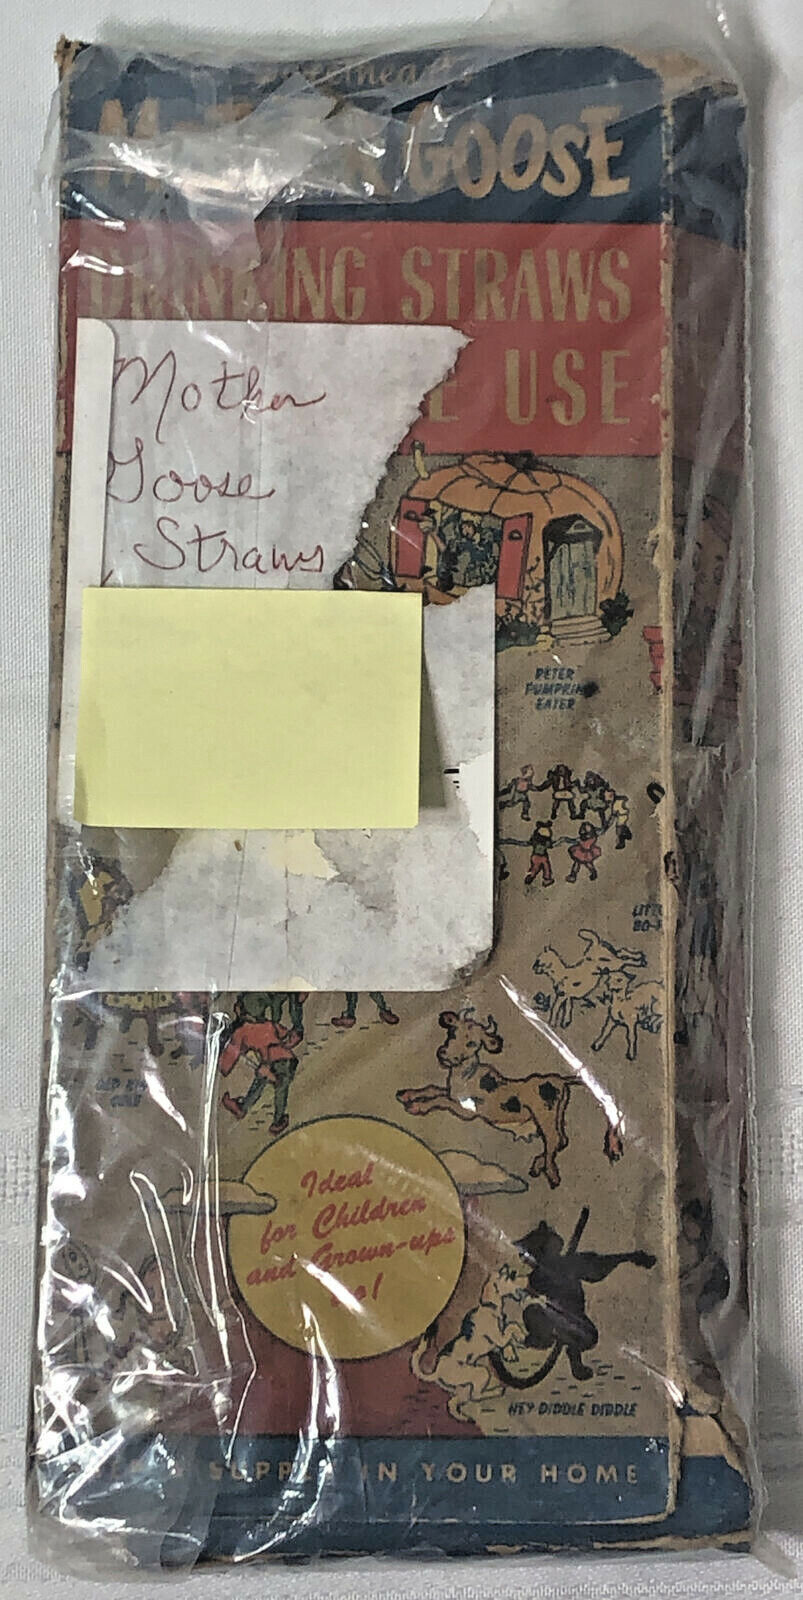 GOOSE
DRINKING STRAWS
USE
Mother
Goose
Straws
PETER
PUMPKIN
EATER
Ideal
for Children
and Grown-ups
HEY DIDDLE DIDDLE
IN YOUR HOME